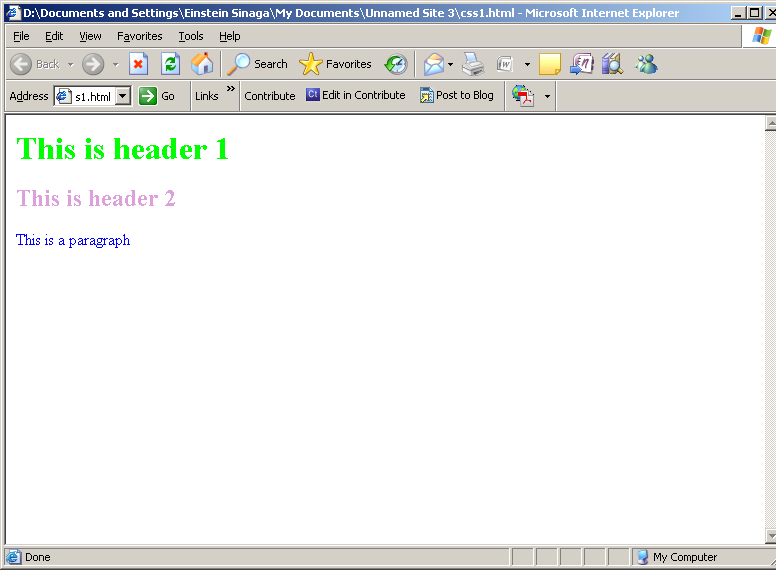 D:\Documents and Settings\Einstein Sinaga\My Documents\Unnamed Site 3\css1.html - Microsoft Internet Explorer
File Edit View Favorites Tools Help
Back Search Favorites W
Address s1.html Go Links » Contribute Ct Edit in Contribute Post to Blog
This is header 1
This is header 2
This is a paragraph
Done My Computer